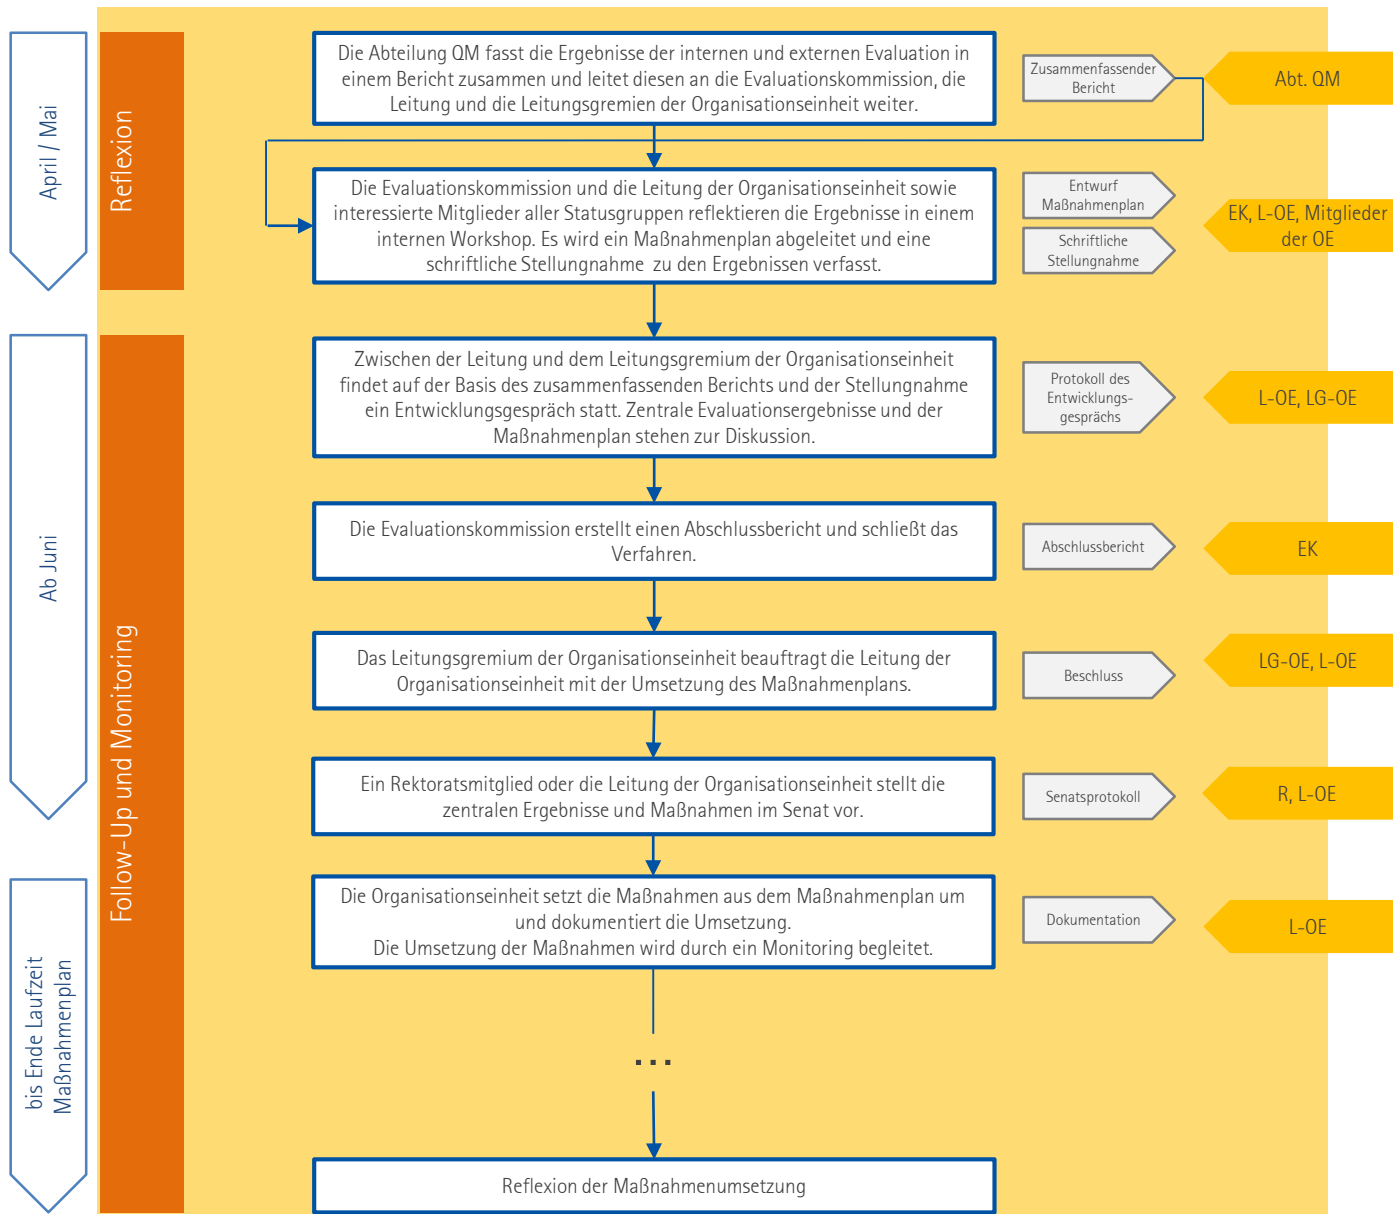 April / Mai
Reflexion
Die Abteilung QM fasst die Ergebnisse der internen und externen Evaluation in
einem Bericht zusammen und leitet diesen an die Evaluationskommission, die
Leitung und die Leitungsgremien der Organisationseinheit weiter.
Zusammenfassender
Bericht
Abt. QM
Die Evaluationskommission und die Leitung der Organisationseinheit sowie
interessierte Mitglieder aller Statusgruppen reflektieren die Ergebnisse in einem
internen Workshop. Es wird ein Maßnahmenplan abgeleitet und eine
schriftliche Stellungnahme zu den Ergebnissen verfasst.
Entwurf
Maßnahmenplan
Schriftliche
Stellungnahme
EK, L-OE, Mitglieder
der OE
Ab Juni
Follow-Up und Monitoring
Zwischen der Leitung und dem Leitungsgremium der Organisationseinheit
findet auf der Basis des zusammenfassenden Berichts und der Stellungnahme
ein Entwicklungsgespräch statt. Zentrale Evaluationsergebnisse und der
Maßnahmenplan stehen zur Diskussion.
Protokoll des
Entwicklungs-
gesprächs
L-OE, LG-OE
Die Evaluationskommission erstellt einen Abschlussbericht und schließt das
Verfahren.
Abschlussbericht
EK
Das Leitungsgremium der Organisationseinheit beauftragt die Leitung der
Organisationseinheit mit der Umsetzung des Maßnahmenplans.
Beschluss
LG-OE, L-OE
Ein Rektoratsmitglied oder die Leitung der Organisationseinheit stellt die
zentralen Ergebnisse und Maßnahmen im Senat vor.
Senatsprotokoll
R, L-OE
bis Ende Laufzeit
Maßnahmenplan
Die Organisationseinheit setzt die Maßnahmen aus dem Maßnahmenplan um
und dokumentiert die Umsetzung.
Die Umsetzung der Maßnahmen wird durch ein Monitoring begleitet.
Dokumentation
L-OE
...
Reflexion der Maßnahmenumsetzung